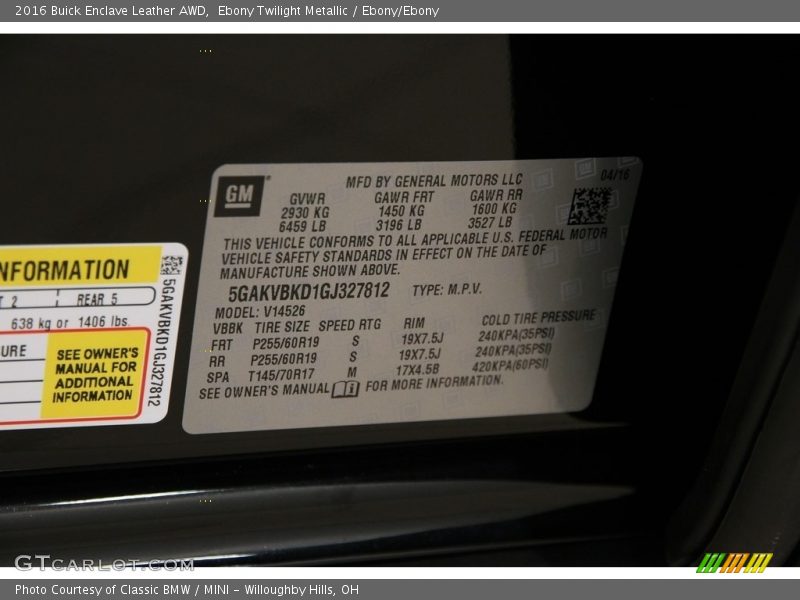 2016 Buick Enclave Leather AWD,  Ebony Twilight Metallic / Ebony/Ebony
GM
MFD BY GENERAL MOTORS LLC
04/16
GVWR GAWR FRT GAWR RR
2930 KG 1450 KG 1600 KG
6459 LB 3196 LB 3527 LB
THIS VEHICLE CONFORMS TO ALL APPLICABLE U.S. FEDERAL MOTOR
VEHICLE SAFETY STANDARDS IN EFFECT ON THE DATE OF
MANUFACTURE SHOWN ABOVE.
5GAKVBKD1GJ327812 TYPE: M.P.V.
MODEL: V14526
VBBK TIRE SIZE SPEED RTG RIM COLD TIRE PRESSURE
FRT P255/60R19 S 19X7.5J 240KPA(35PSI)
RR P255/60R19 S 19X7.5J 240KPA(35PSI)
SPA T145/70R17 M 17X4.5B 420KPA(60PSI)
SEE OWNER'S MANUAL FOR MORE INFORMATION.
NFORMATION
T 2 REAR 5
638 kg or 1406 lbs.
URE
SEE OWNER'S
MANUAL FOR
ADDITIONAL
INFORMATION
5GAKVBKD1GJ327812
GTCARLOT.COM
Photo Courtesy of Classic BMW / MINI - Willoughby Hills, OH